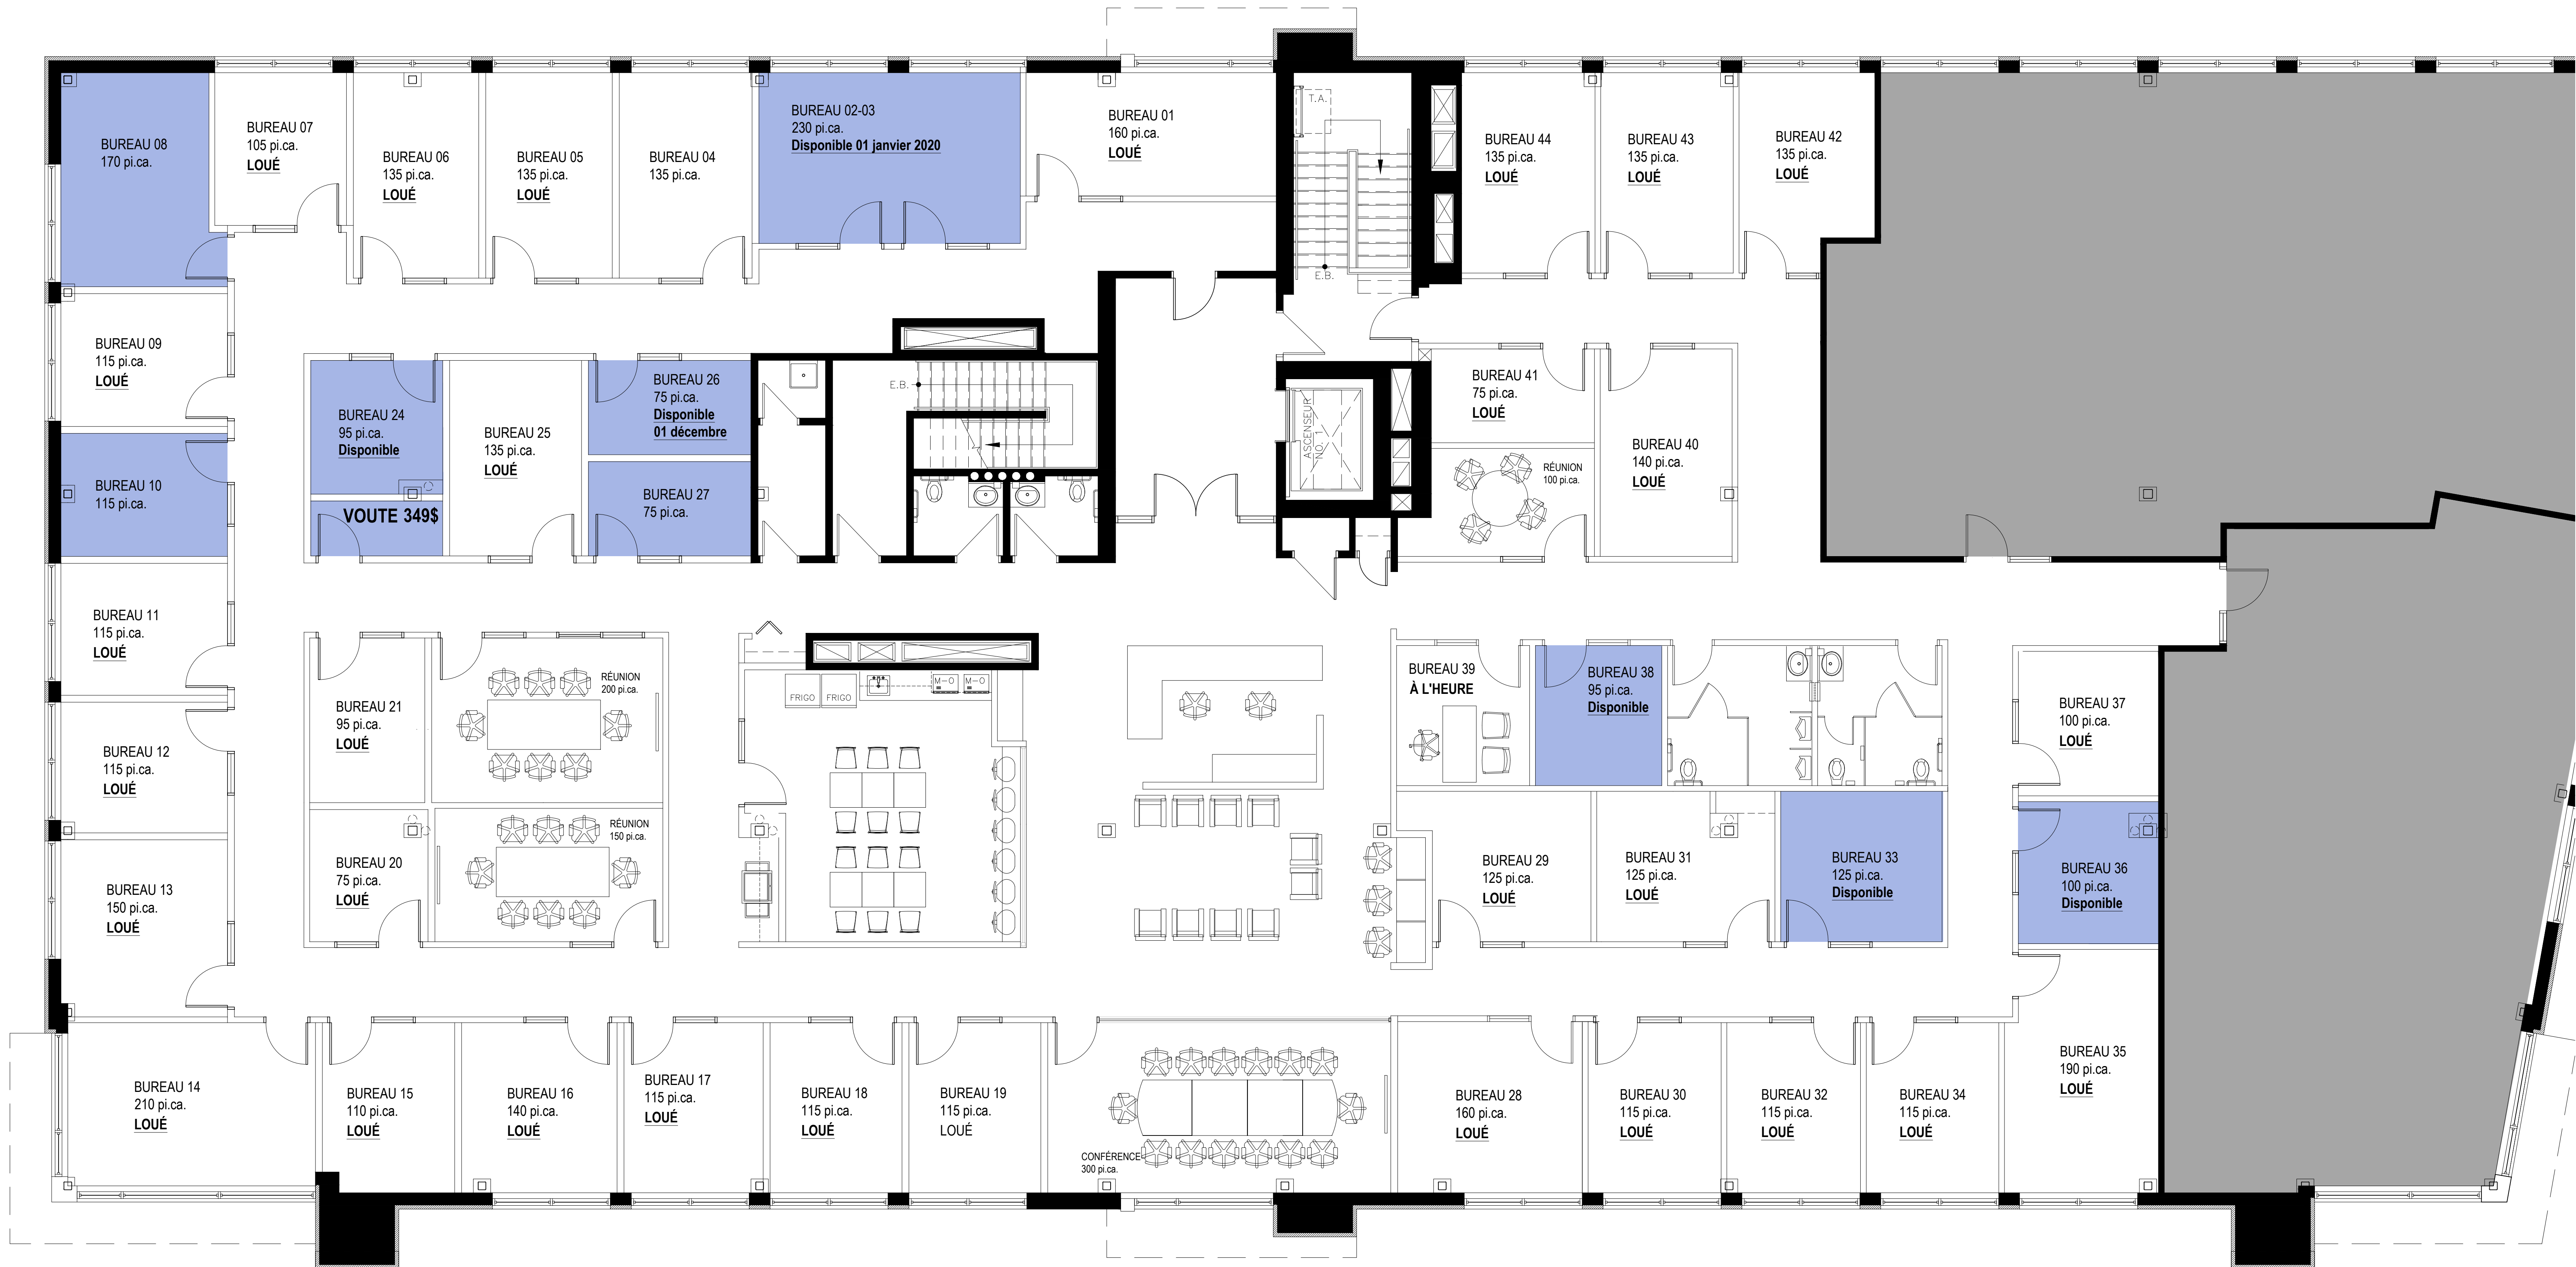 BUREAU 08
170 pi.ca.
BUREAU 07
105 pi.ca.
LOUÉ
BUREAU 06
135 pi.ca.
LOUÉ
BUREAU 05
135 pi.ca.
LOUÉ
BUREAU 04
135 pi.ca.
BUREAU 02-03
230 pi.ca.
Disponible 01 janvier 2020
BUREAU 01
160 pi.ca.
LOUÉ
T.A.
E.B.
BUREAU 44
135 pi.ca.
LOUÉ
BUREAU 43
135 pi.ca.
LOUÉ
BUREAU 42
135 pi.ca.
LOUÉ
BUREAU 09
115 pi.ca.
LOUÉ
BUREAU 24
95 pi.ca.
Disponible
VOUTE 349$
BUREAU 25
135 pi.ca.
LOUÉ
BUREAU 26
75 pi.ca.
Disponible
01 décembre
BUREAU 27
75 pi.ca.
E.B.
ASCENSEUR
NO. 1
BUREAU 41
75 pi.ca.
LOUÉ
RÉUNION
100 pi.ca.
BUREAU 40
140 pi.ca.
LOUÉ
BUREAU 10
115 pi.ca.
BUREAU 11
115 pi.ca.
LOUÉ
BUREAU 12
115 pi.ca.
LOUÉ
BUREAU 13
150 pi.ca.
LOUÉ
BUREAU 21
95 pi.ca.
LOUÉ
RÉUNION
200 pi.ca.
BUREAU 20
75 pi.ca.
LOUÉ
RÉUNION
150 pi.ca.
FRIGO
FRIGO
M-O
M-O
BUREAU 39
À L'HEURE
BUREAU 38
95 pi.ca.
Disponible
BUREAU 37
100 pi.ca.
LOUÉ
BUREAU 29
125 pi.ca.
LOUÉ
BUREAU 31
125 pi.ca.
LOUÉ
BUREAU 33
125 pi.ca.
Disponible
BUREAU 36
100 pi.ca.
Disponible
BUREAU 14
210 pi.ca.
LOUÉ
BUREAU 15
110 pi.ca.
LOUÉ
BUREAU 16
140 pi.ca.
LOUÉ
BUREAU 17
115 pi.ca.
LOUÉ
BUREAU 18
115 pi.ca.
LOUÉ
BUREAU 19
115 pi.ca.
LOUÉ
CONFÉRENCE
300 pi.ca.
BUREAU 28
160 pi.ca.
LOUÉ
BUREAU 30
115 pi.ca.
LOUÉ
BUREAU 32
115 pi.ca.
LOUÉ
BUREAU 34
115 pi.ca.
LOUÉ
BUREAU 35
190 pi.ca.
LOUÉ